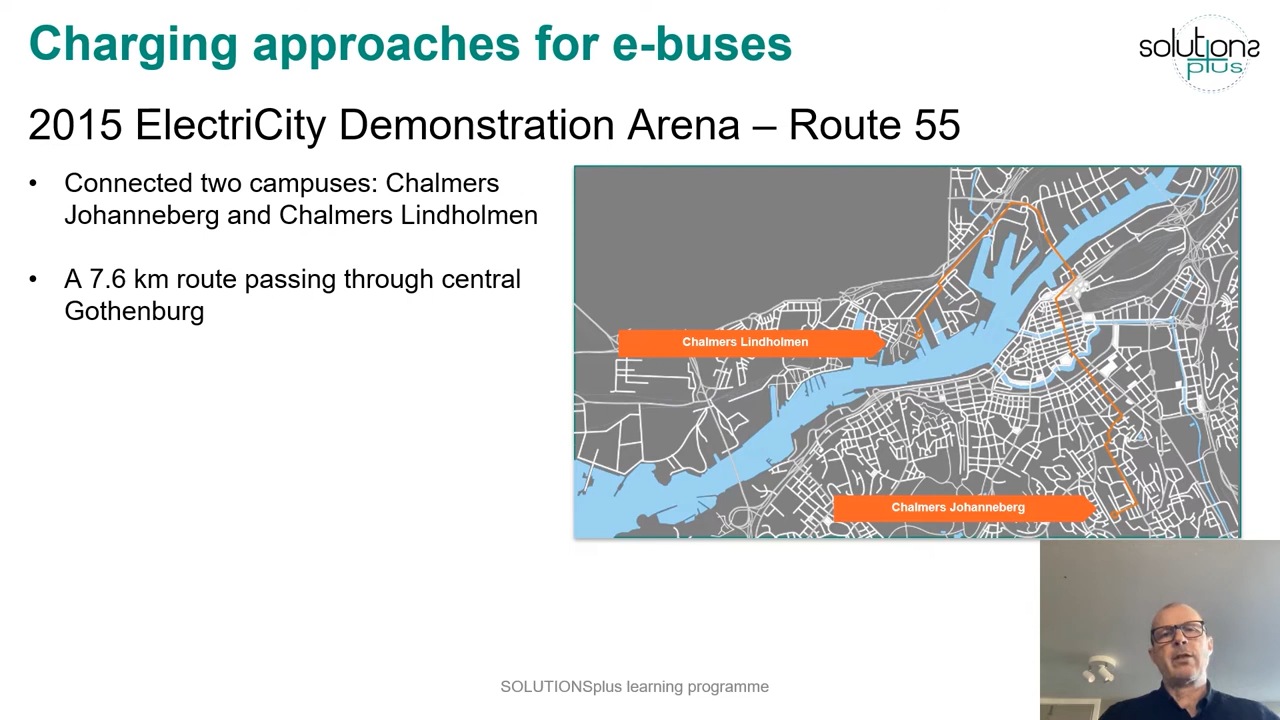 Charging approaches for e-buses
solutions
plus
2015 ElectriCity Demonstration Arena – Route 55
• Connected two campuses: Chalmers
Johanneberg and Chalmers Lindholmen
• A 7.6 km route passing through central
Gothenburg
Chalmers Lindholmen
Chalmers Johanneberg
SOLUTIONSplus learning programme